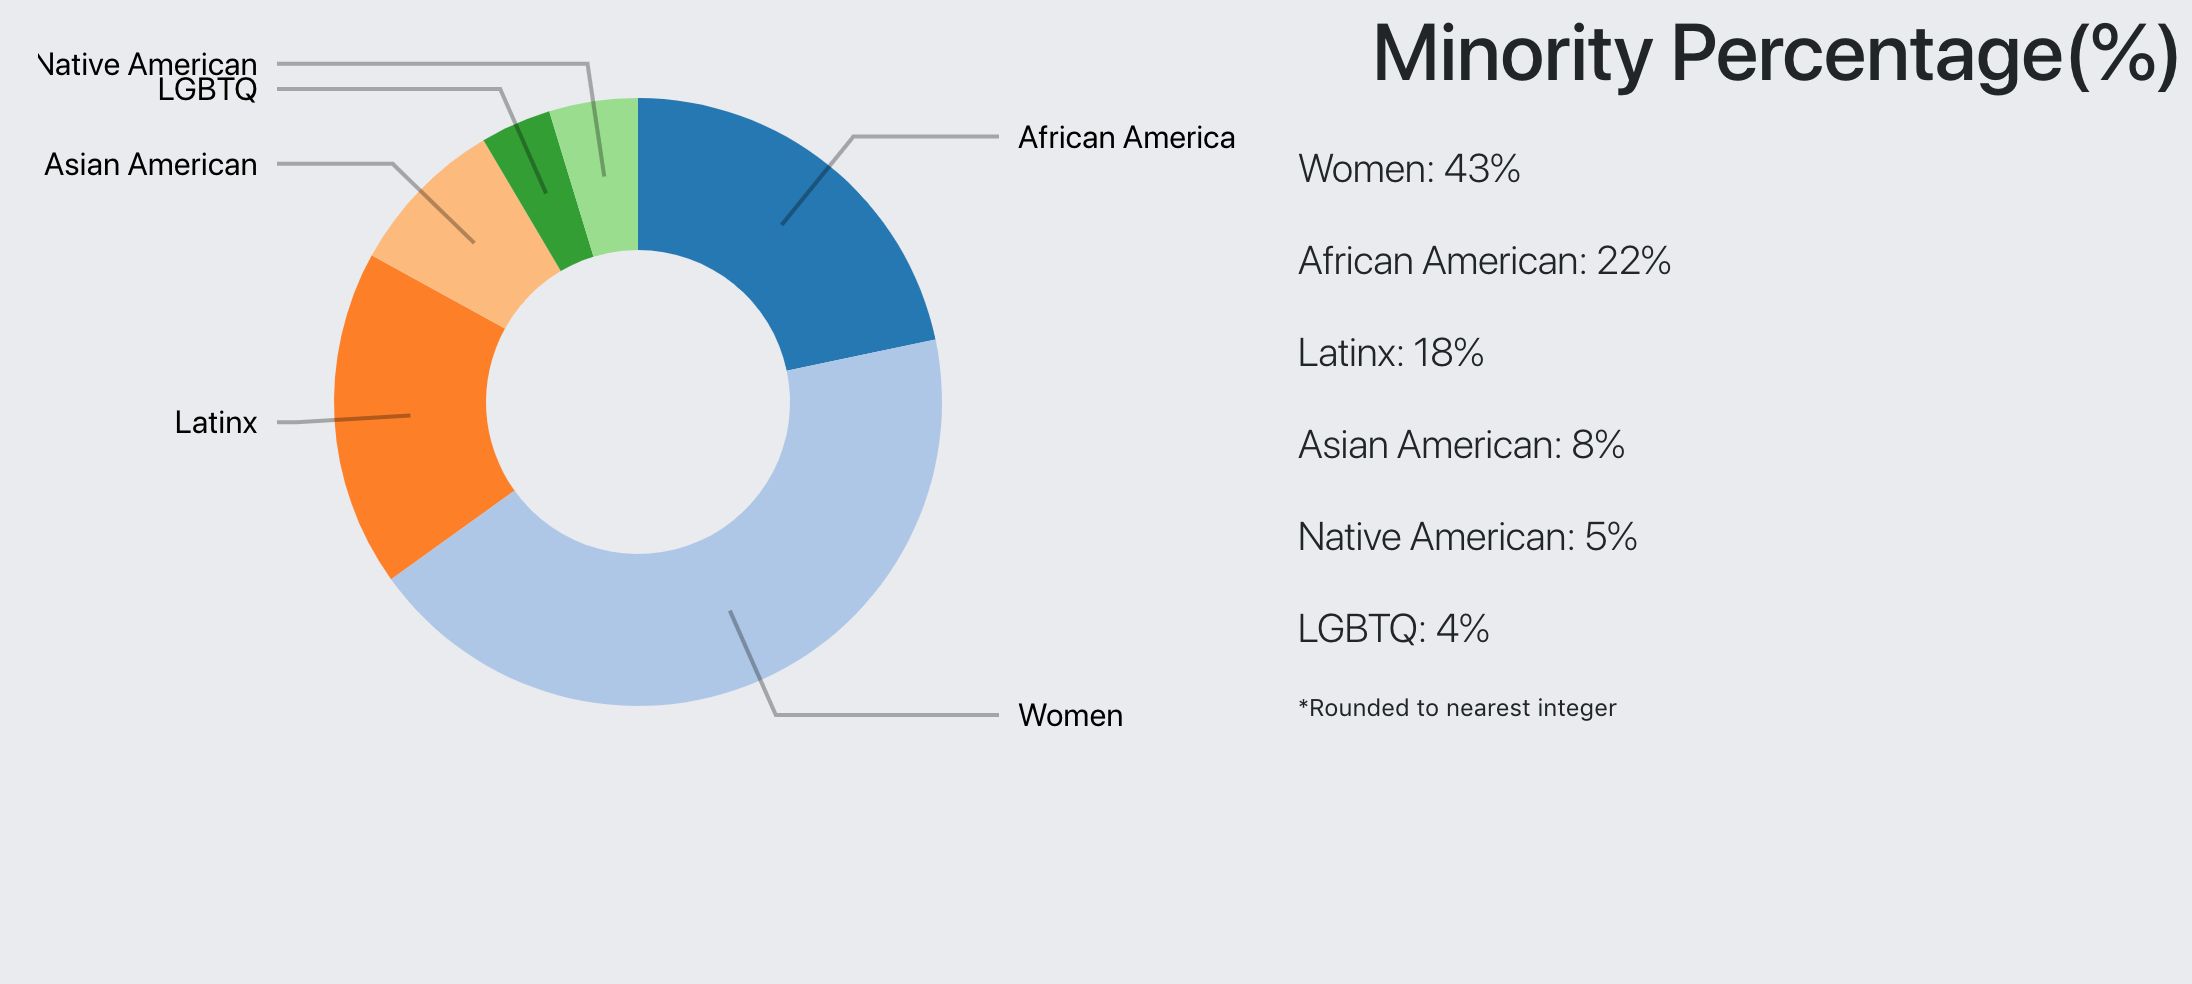 Minority Percentage(%)
Native American
LGBTQ
Asian American
Latinx
African America
Women
Women: 43%
African American: 22%
Latinx: 18%
Asian American: 8%
Native American: 5%
LGBTQ: 4%
*Rounded to nearest integer